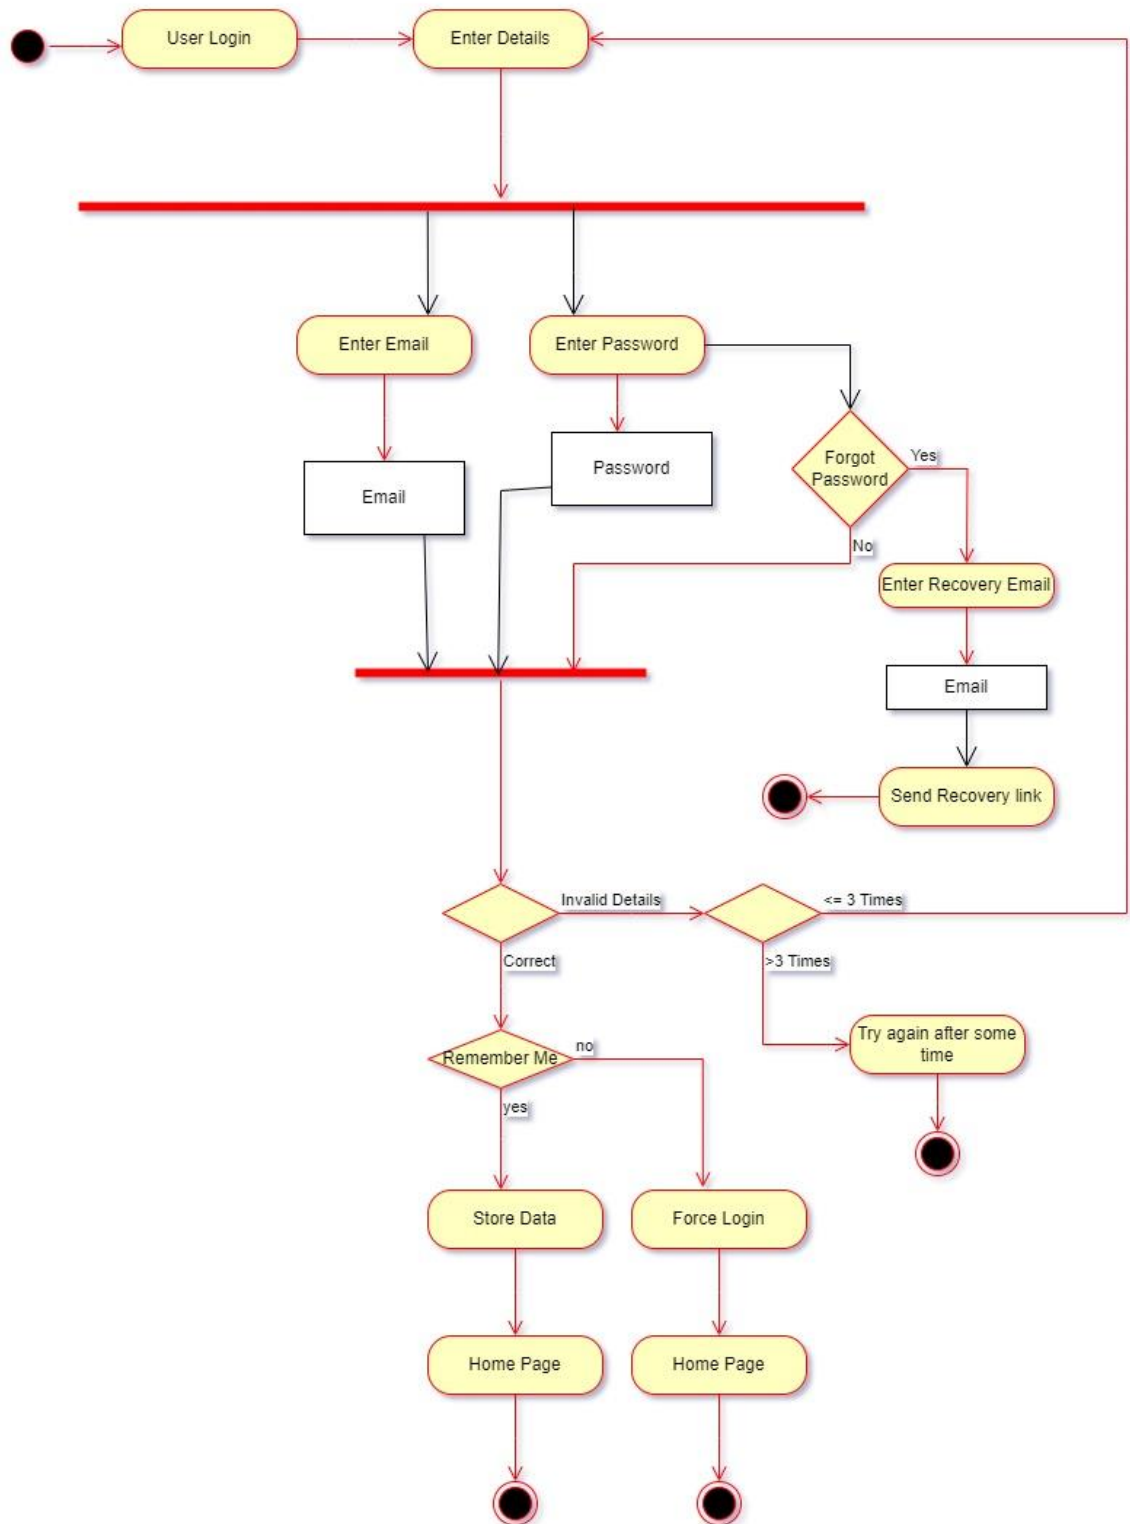 User Login
Enter Details
Enter Email
Enter Password
Email
Password
Forgot
Password
Yes
No
Enter Recovery Email
Email
Send Recovery link
Invalid Details
<= 3 Times
Correct
>3 Times
Try again after some
time
Remember Me
no
yes
Store Data
Force Login
Home Page
Home Page